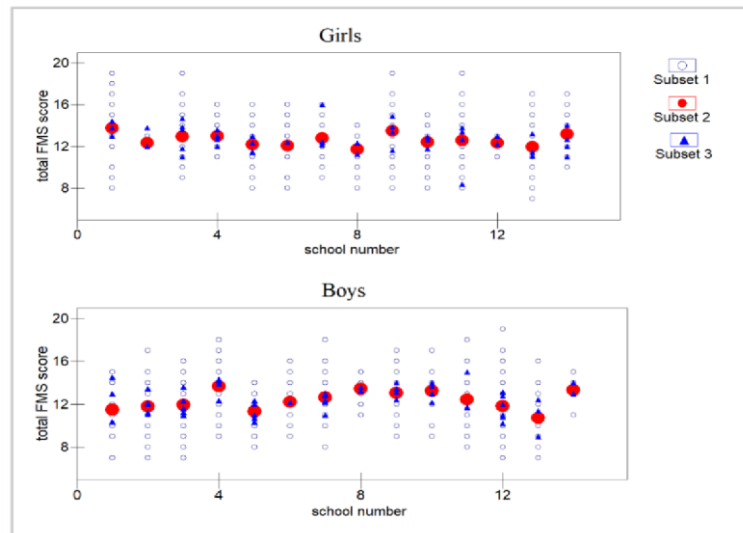 Girls
20
16
12
8
total FMS score
0
4
8
12
school number
Subset 1
Subset 2
Subset 3
Boys
20
16
12
8
total FMS score
0
4
8
12
school number